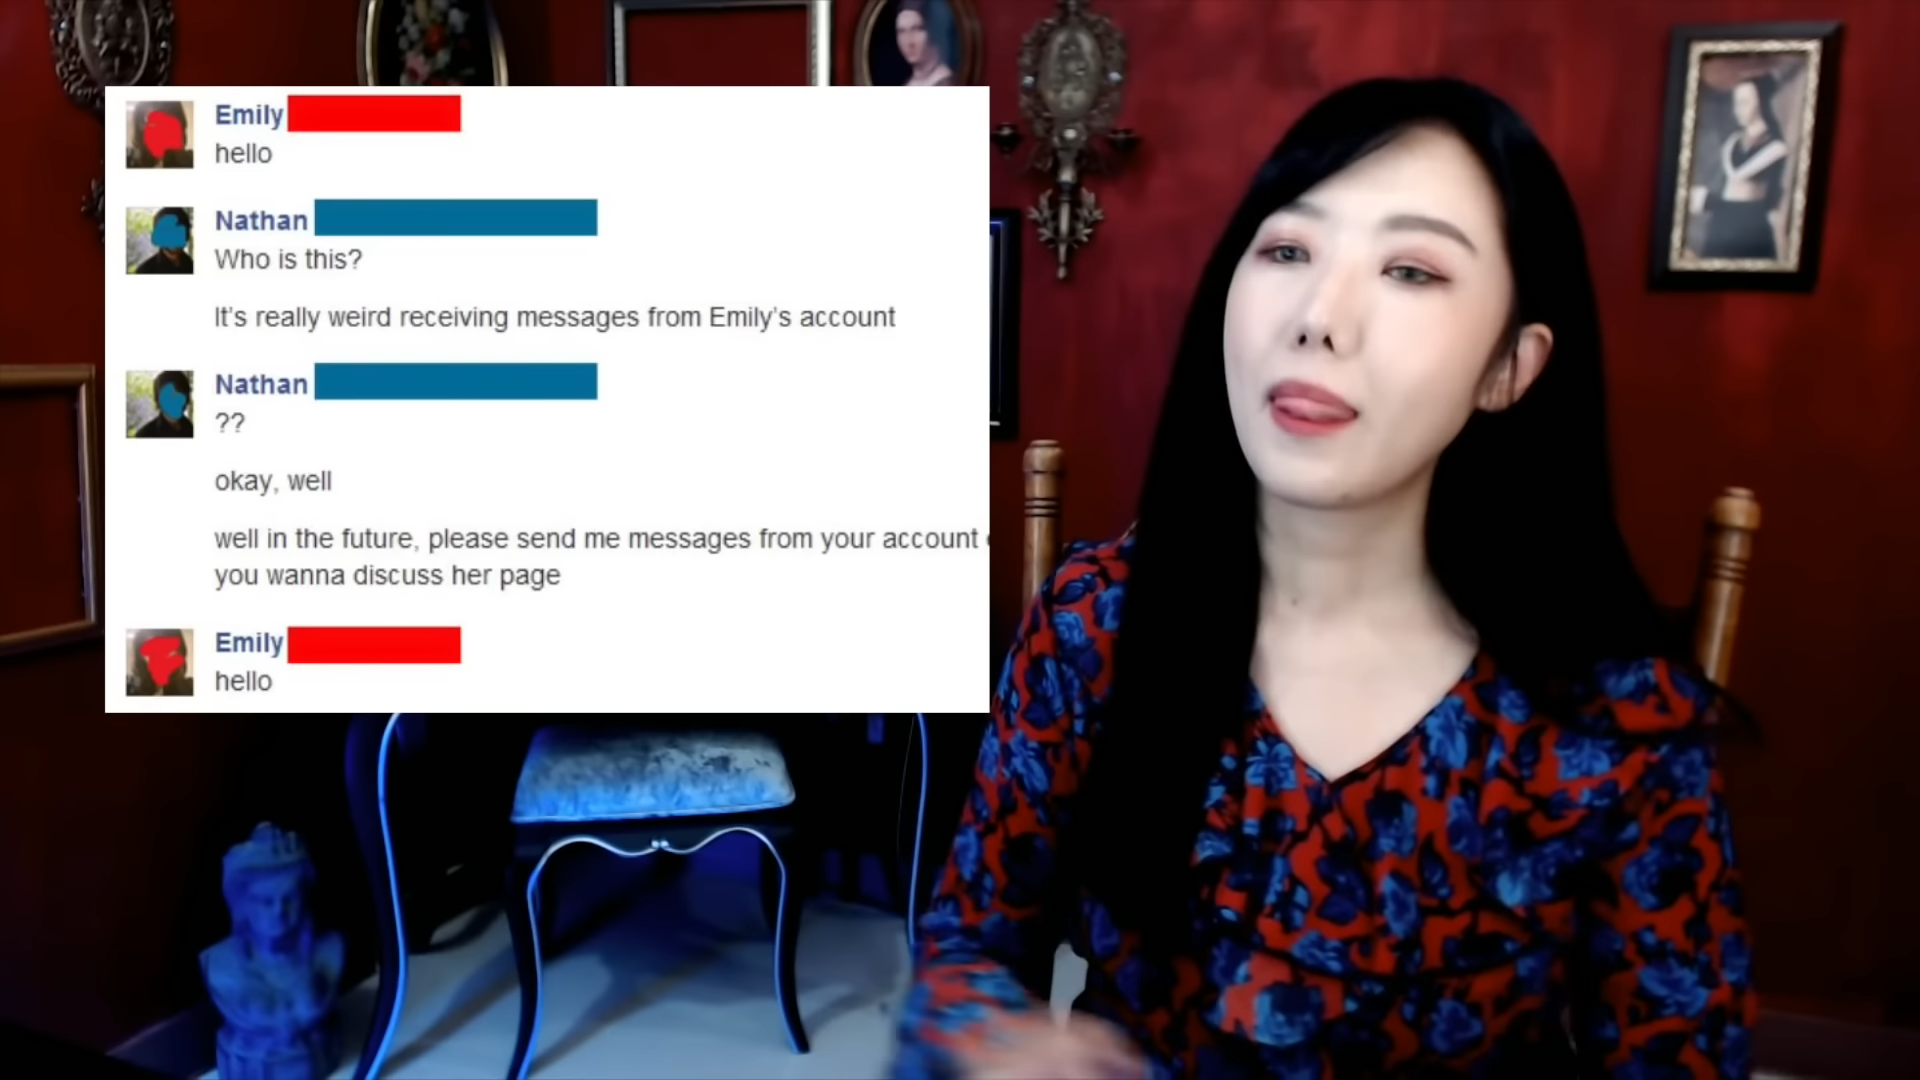 Emily
hello
Nathan
Who is this?
It's really weird receiving messages from Emily's account
Nathan
??
okay, well
well in the future, please send me messages from your account
you wanna discuss her page
Emily
hello